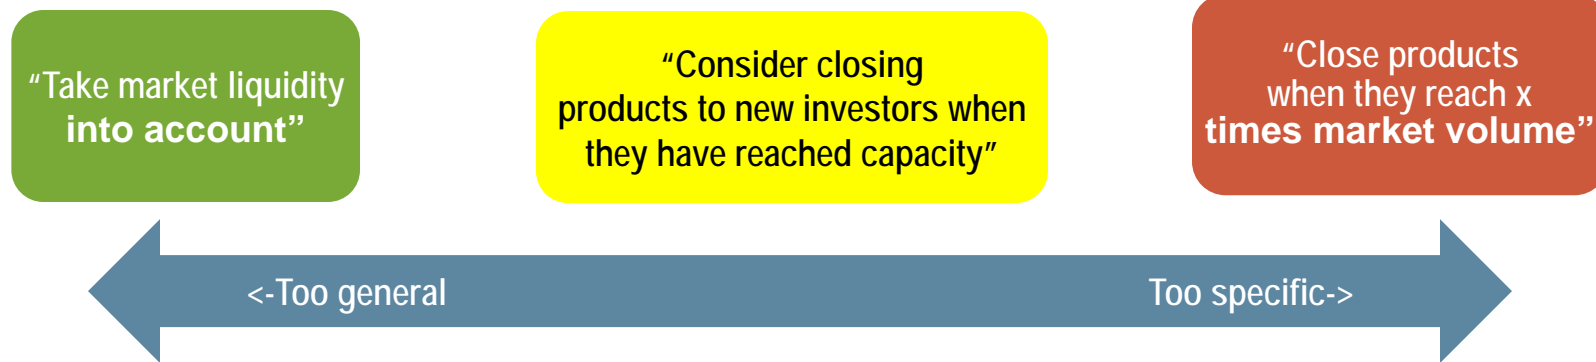 “Take market liquidity
into account”
“Consider closing
products to new investors when
they have reached capacity”
“Close products
when they reach x
times market volume”
<-Too general
Too specific->